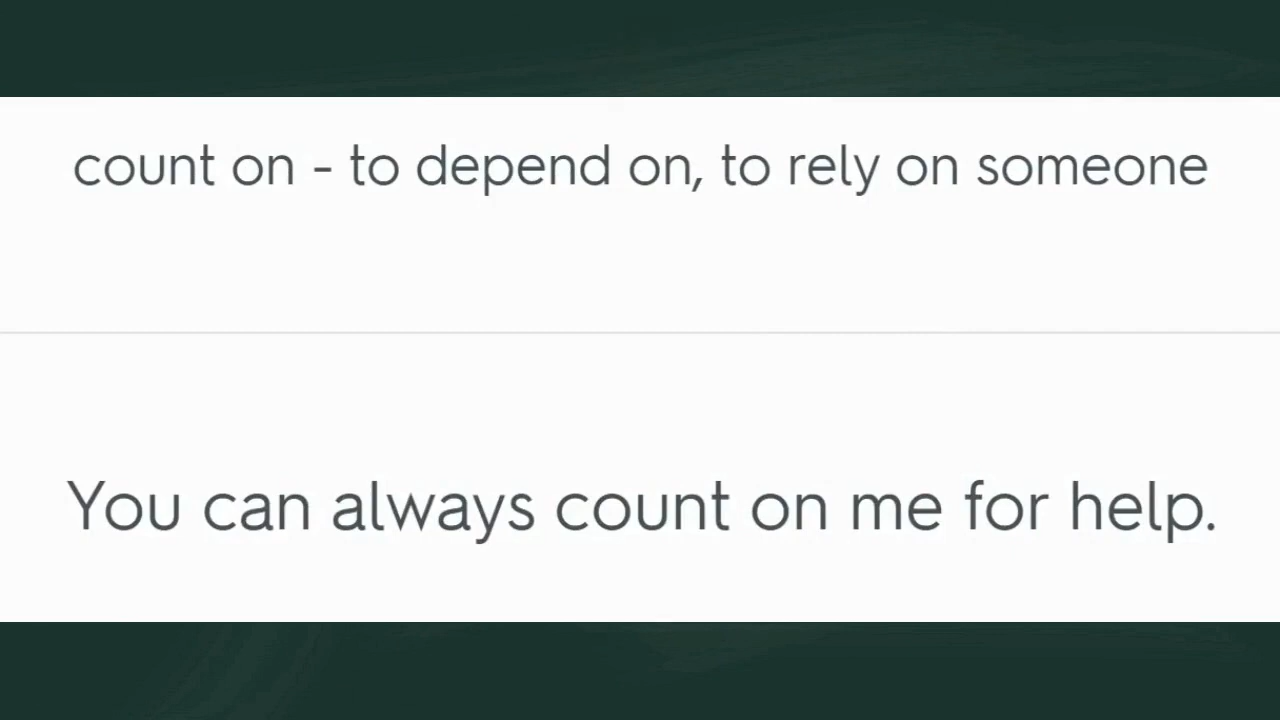 count on - to depend on, to rely on someone
You can always count on me for help.